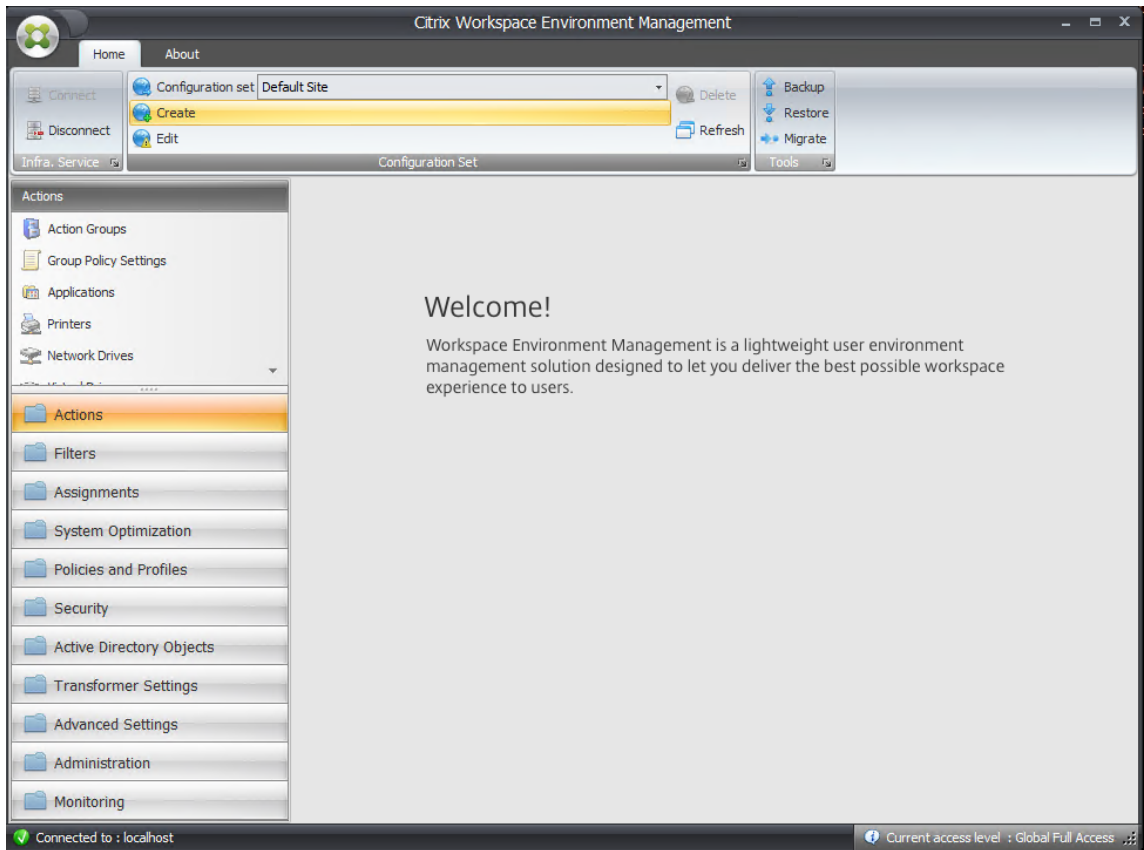 Citrix Workspace Environment Management
Home
About
Connect
Disconnect
Infra. Service
Configuration set
Default Site
Create
Edit
Delete
Refresh
Configuration Set
Backup
Restore
Migrate
Tools
Actions
Action Groups
Group Policy Settings
Applications
Printers
Network Drives
Actions
Filters
Assignments
System Optimization
Policies and Profiles
Security
Active Directory Objects
Transformer Settings
Advanced Settings
Administration
Monitoring
Welcome!
Workspace Environment Management is a lightweight user environment
management solution designed to let you deliver the best possible workspace
experience to users.
Connected to : localhost
Current access level : Global Full Access